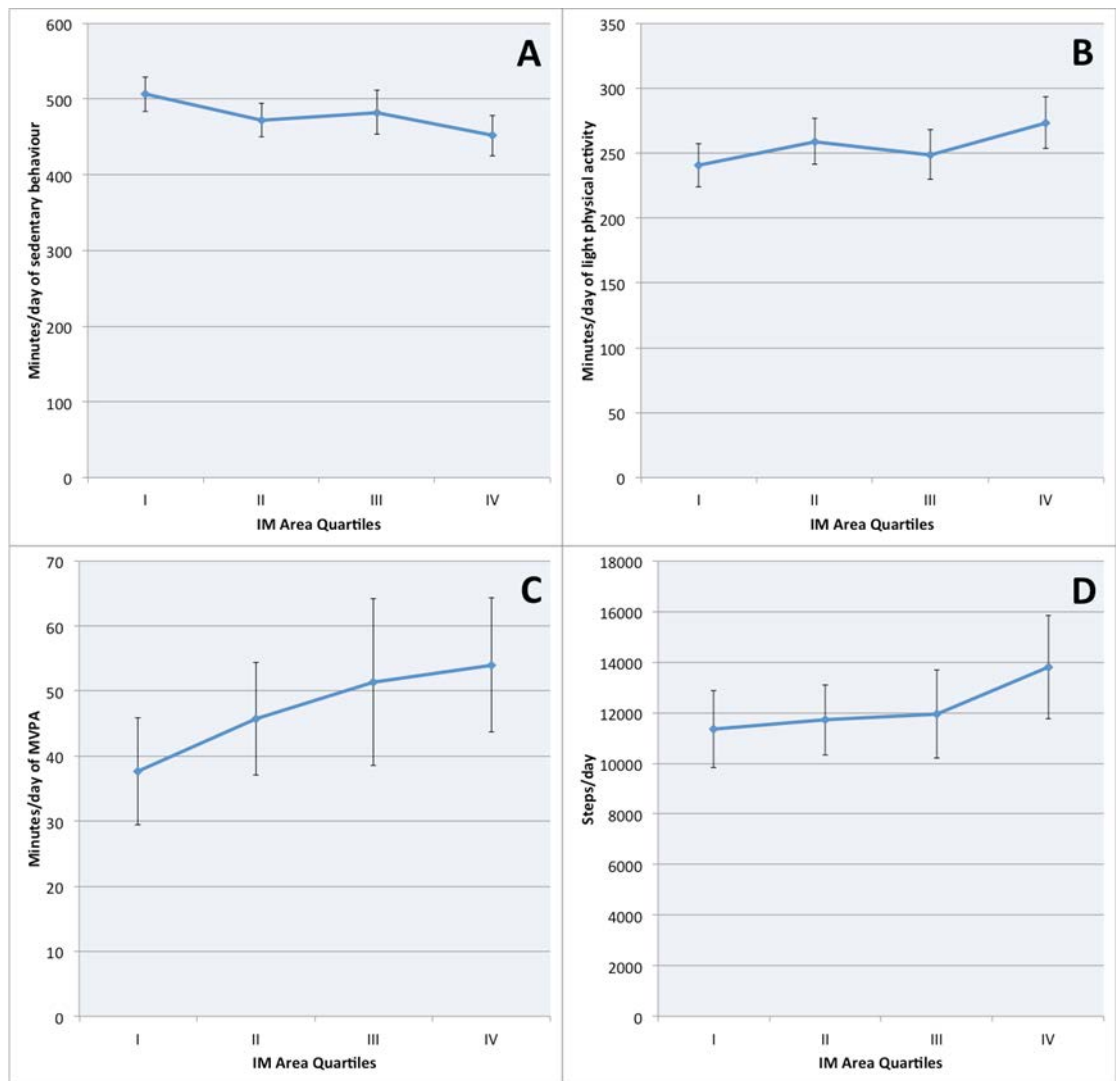 A
Minutes/day of sedentary behaviour
600
500
400
300
200
100
0
I II III IV
IM Area Quartiles
B
Minutes/day of light physical activity
350
300
250
200
150
100
50
0
I II III IV
IM Area Quartiles
C
Minutes/day of MVPA
70
60
50
40
30
20
10
0
I II III IV
IM Area Quartiles
D
Steps/day
18000
16000
14000
12000
10000
8000
6000
4000
2000
0
I II III IV
IM Area Quartiles